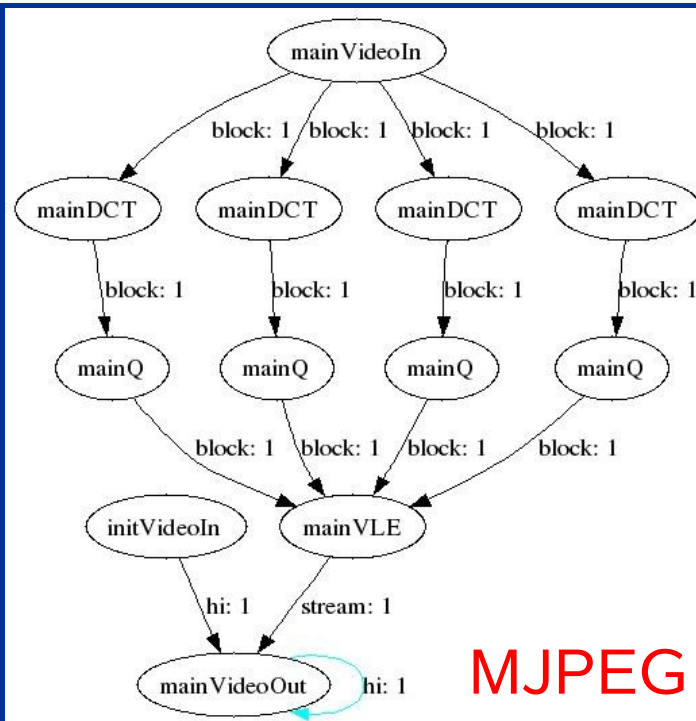 mainVideoIn
block: 1 block: 1 block: 1 block: 1
mainDCT mainDCT mainDCT mainDCT
block: 1 block: 1 block: 1 block: 1
mainQ mainQ mainQ mainQ
block: 1 block: 1 block: 1 block: 1
initVideoIn mainVLE
hi: 1 stream: 1
mainVideoOut hi: 1 MJPEG